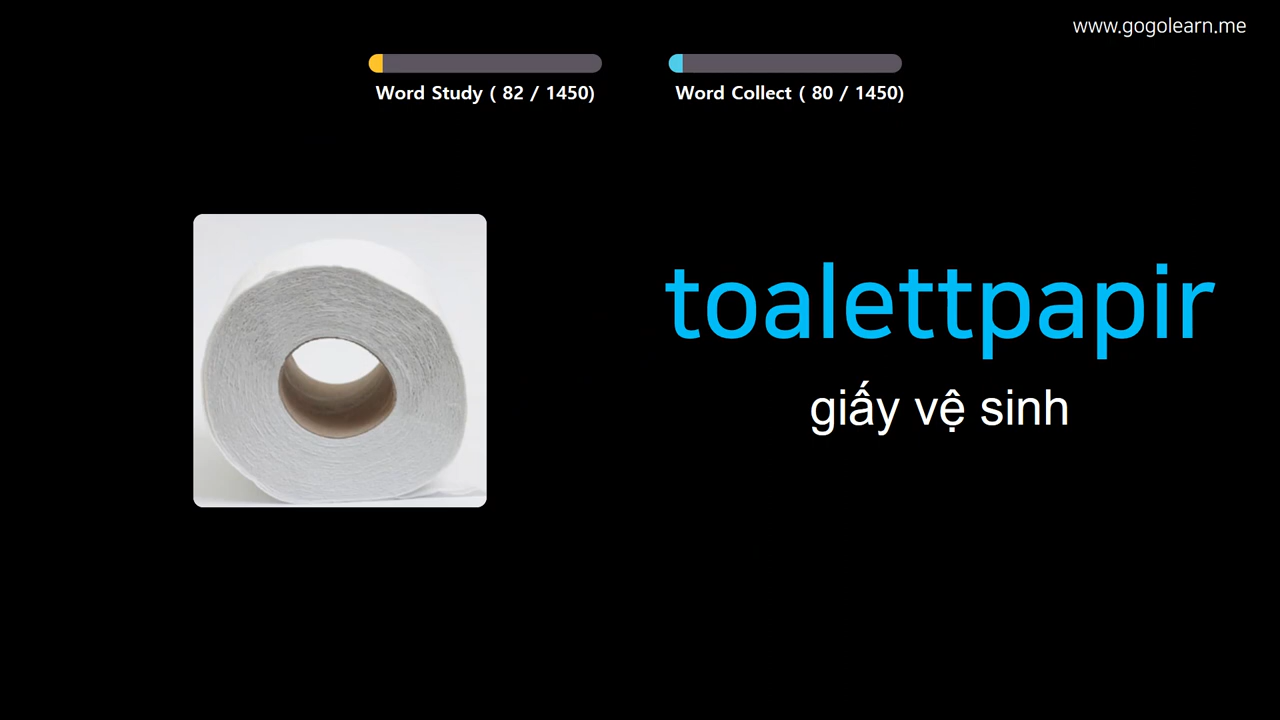 www.gogolearn.me
Word Study ( 82 / 1450)
Word Collect ( 80 / 1450)
toalettpapir
giấy vệ sinh